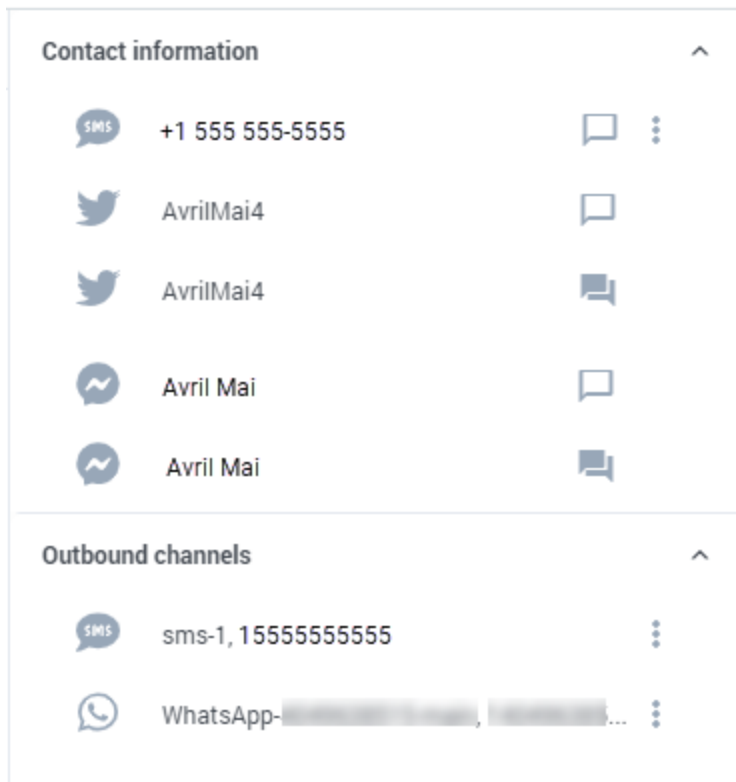 Contact information
SMS +1 555 555-5555
AvrilMai4
AvrilMai4
Avril Mai
Avril Mai
Outbound channels
SMS sms-1, 15555555555
WhatsApp- , ...